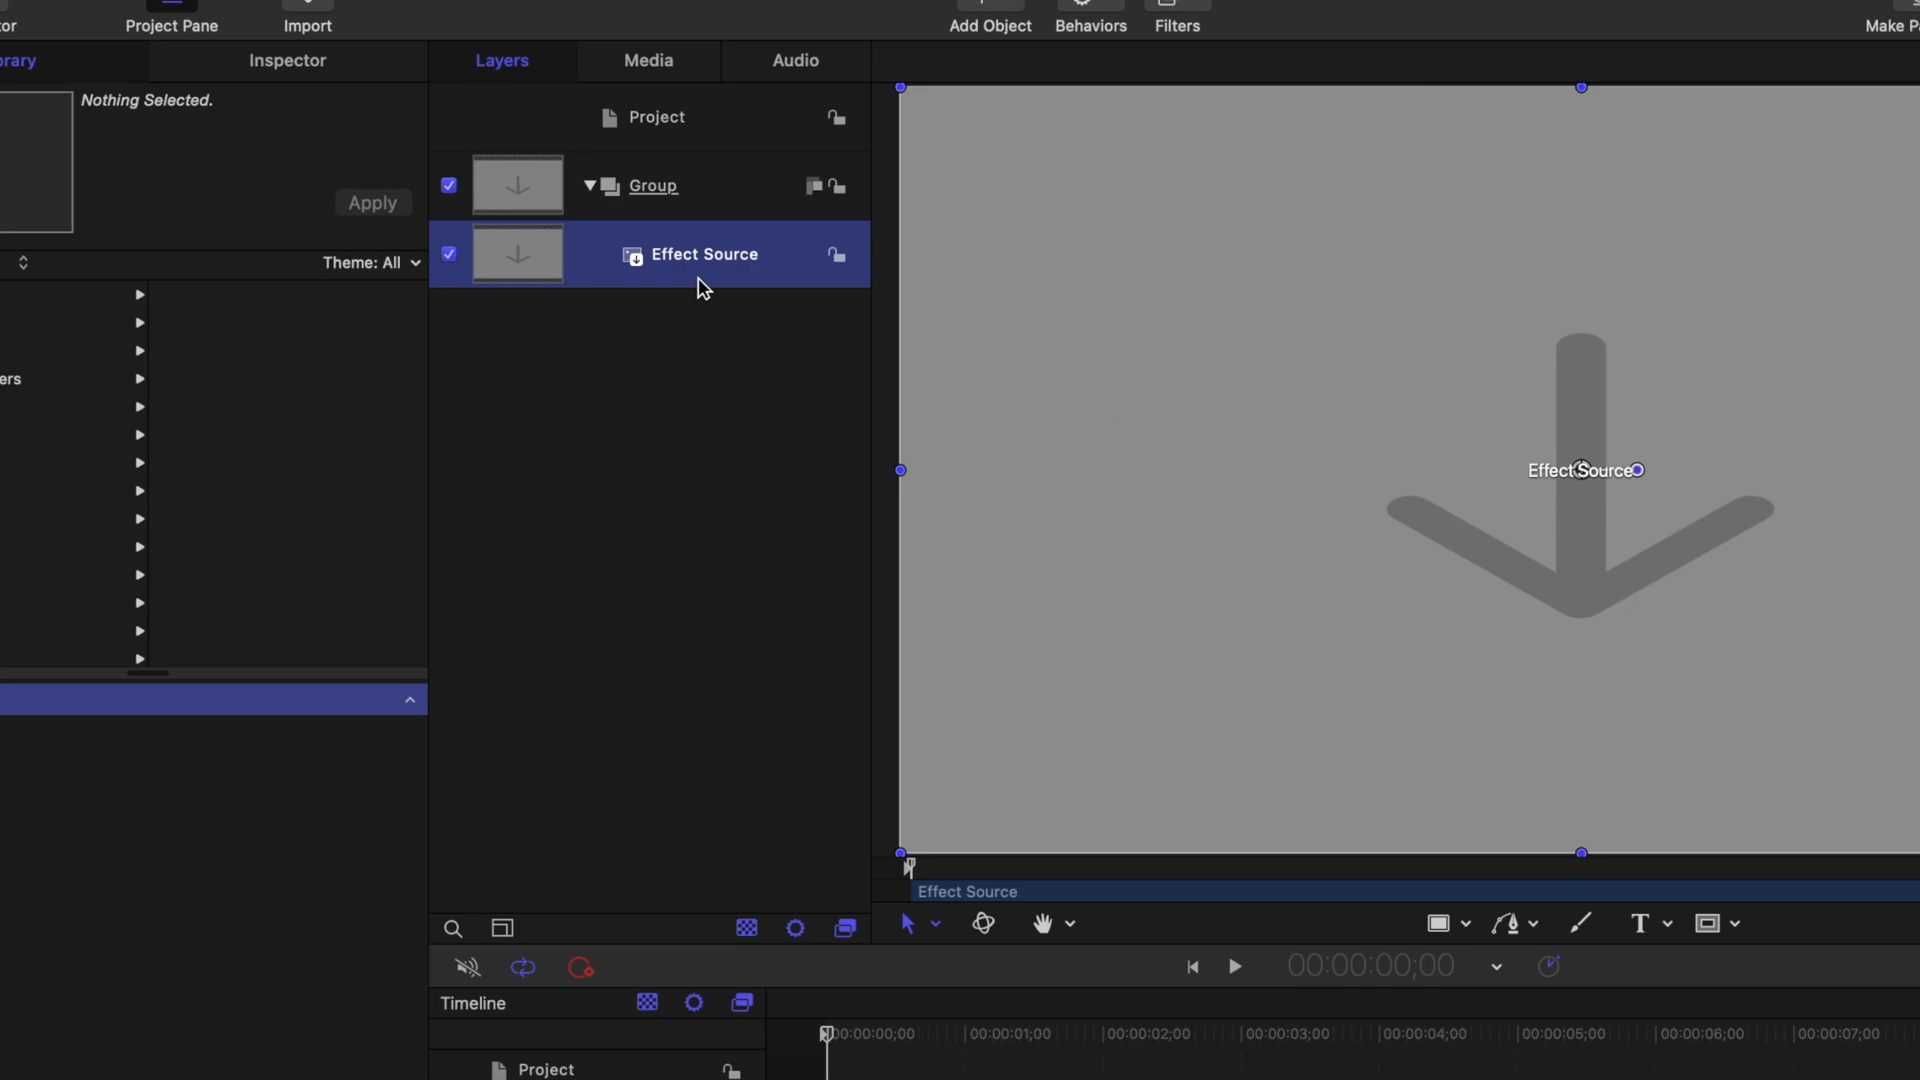 or
Project Pane
Import
Add Object
Behaviors
Filters
Make Pa
brary
Inspector
Layers
Media
Audio
Nothing Selected.
Project
Group
Apply
Effect Source
Theme: All
ers
Effect Source
Effect Source
00:00:00;00
Timeline
00:00:00;00
00:00:01;00
00:00:02;00
00:00:03;00
00:00:04;00
00:00:05;00
00:00:06;00
00:00:07;00
Project